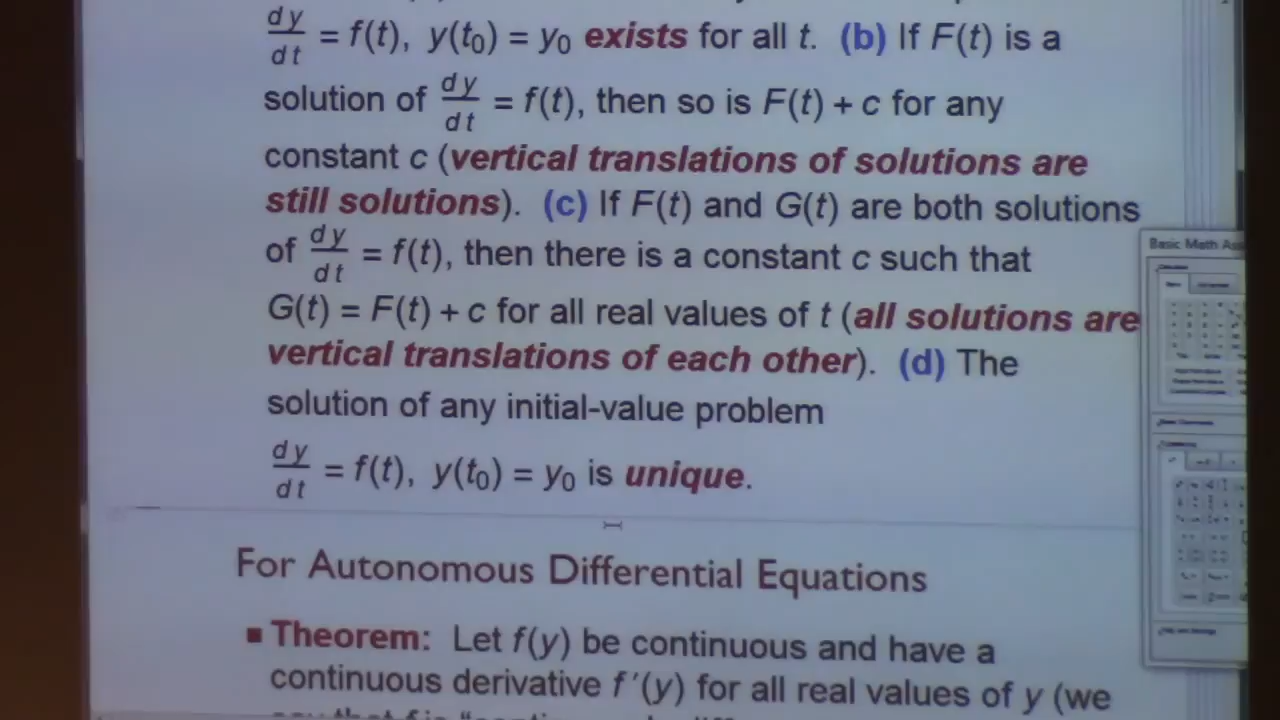 dy/dt = f(t), y(t₀) = y₀ exists for all t. (b) If F(t) is a
solution of dy/dt = f(t), then so is F(t) + c for any
constant c (vertical translations of solutions are
still solutions). (c) If F(t) and G(t) are both solutions
of dy/dt = f(t), then there is a constant c such that
G(t) = F(t) + c for all real values of t (all solutions are
vertical translations of each other). (d) The
solution of any initial-value problem
dy/dt = f(t), y(t₀) = y₀ is unique.
For Autonomous Differential Equations
■ Theorem: Let f(y) be continuous and have a
continuous derivative f ′(y) for all real values of y (we
Basic Math